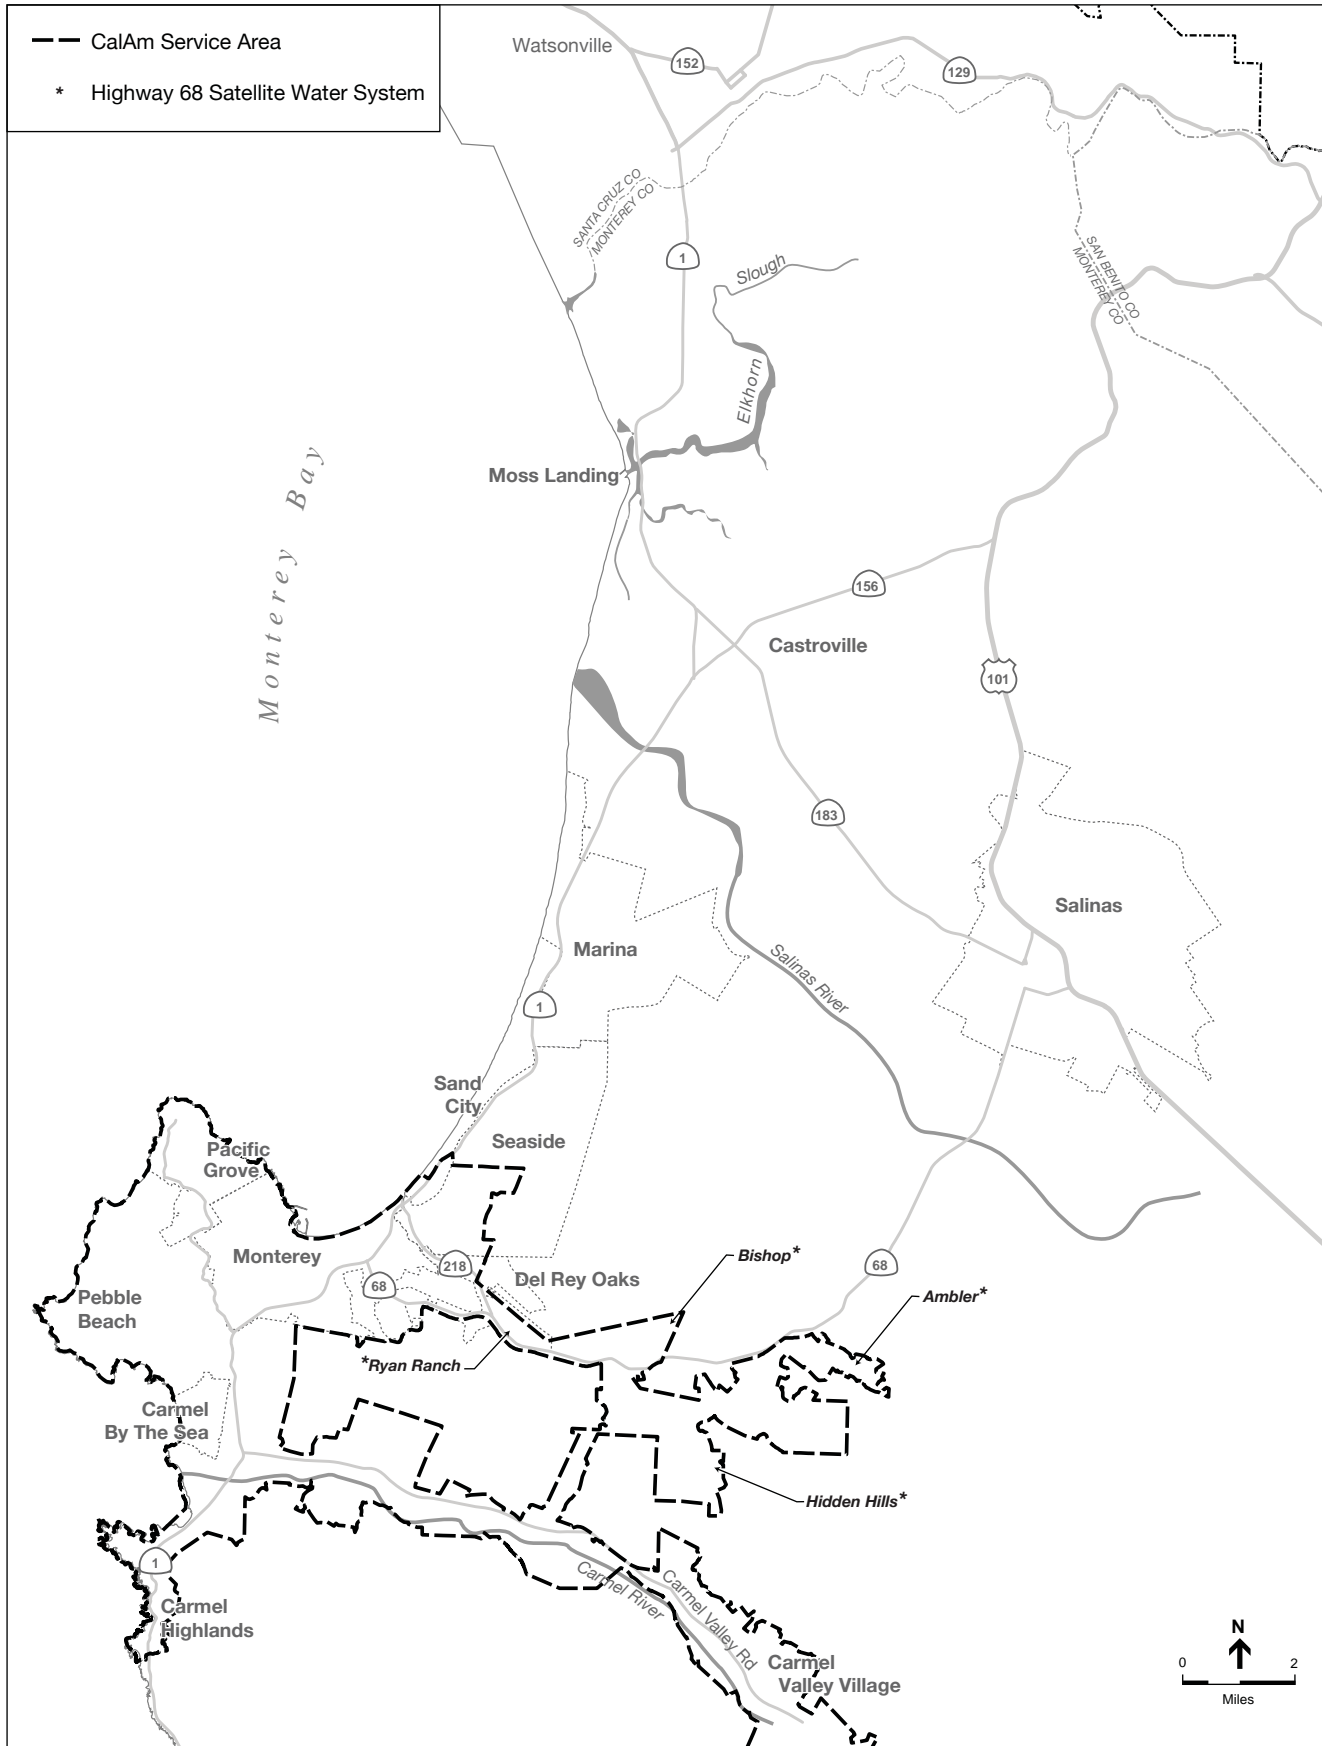 CalAm Service Area
* Highway 68 Satellite Water System
Watsonville
152
129
SANTA CRUZ CO
MONTEREY CO
1
Slough
SAN BENITO CO
MONTEREY CO
Elkhorn
Monterey Bay
Moss Landing
156
Castroville
101
183
Salinas
Marina
Salinas River
1
Sand
City
Seaside
Pacific
Grove
Monterey
Bishop*
218
68
Del Rey Oaks
68
Pebble
Beach
Ambler*
*Ryan Ranch
Carmel
By The Sea
Hidden Hills*
1
Carmel River
Carmel Valley Rd
Carmel
Highlands
Carmel
Valley Village
N
0 2
Miles